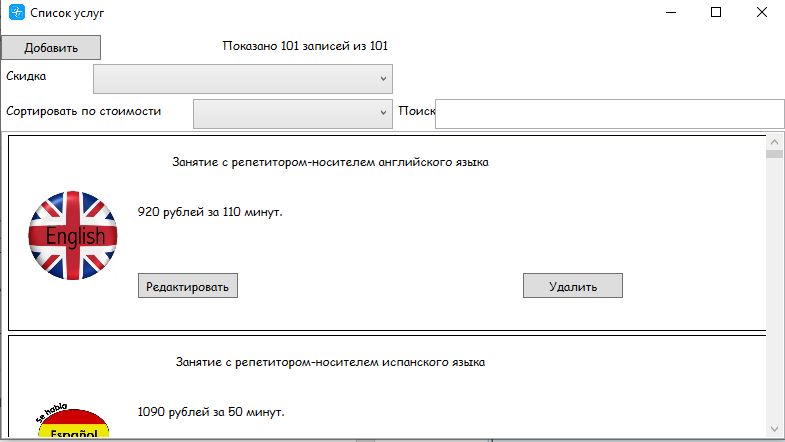 Список услуг
Добавить
Показано 101 записей из 101
Скидка
Сортировать по стоимости
Поиск
Занятие с репетитором-носителем английского языка
English
920 рублей за 110 минут.
Редактировать
Удалить
Занятие с репетитором-носителем испанского языка
Se habla
Español
1090 рублей за 50 минут.